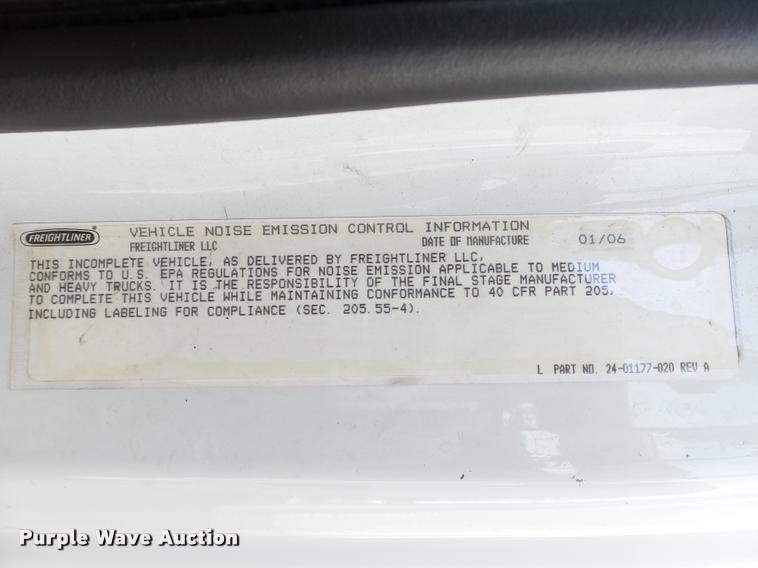 FREIGHTLINER
VEHICLE NOISE EMISSION CONTROL INFORMATION
FREIGHTLINER LLC DATE OF MANUFACTURE 01/06
THIS INCOMPLETE VEHICLE, AS DELIVERED BY FREIGHTLINER LLC,
CONFORMS TO U.S. EPA REGULATIONS FOR NOISE EMISSION APPLICABLE TO MEDIUM
AND HEAVY TRUCKS. IT IS THE RESPONSIBILITY OF THE FINAL STAGE MANUFACTURER
TO COMPLETE THIS VEHICLE WHILE MAINTAINING CONFORMANCE TO 40 CFR PART 205,
INCLUDING LABELING FOR COMPLIANCE (SEC. 205.55-4).
L PART NO. 24-01177-020 REV A
Purple Wave Auction